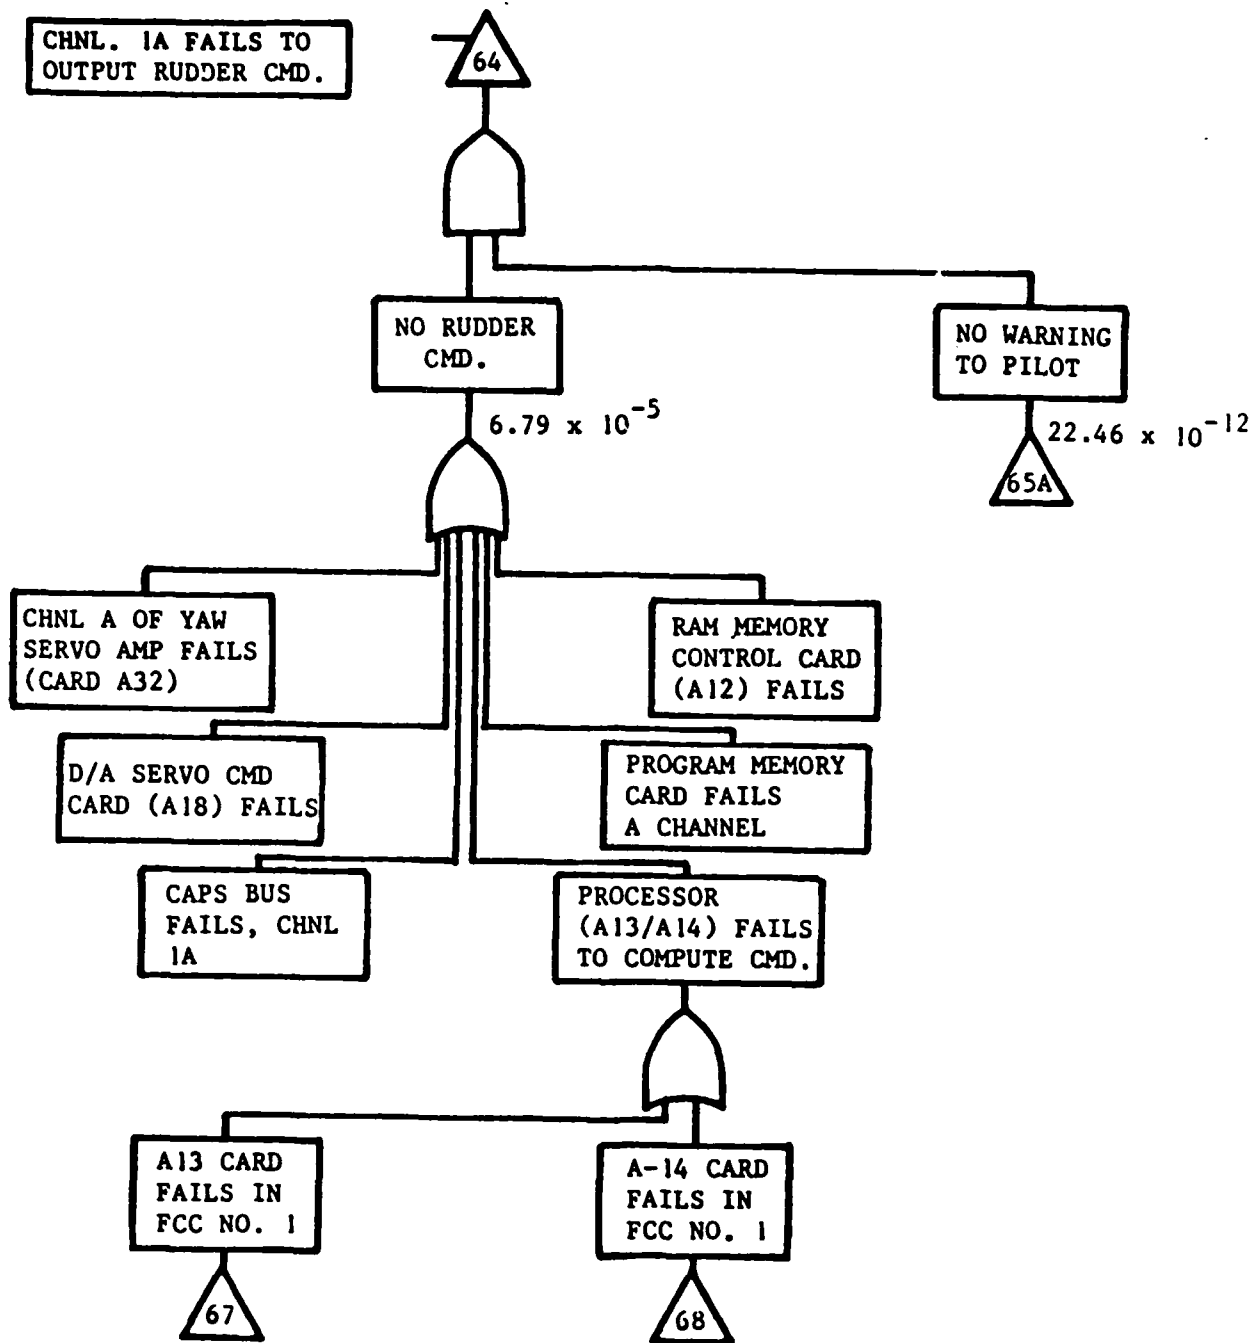 CHNL. 1A FAILS TO
OUTPUT RUDDER CMD.
64
NO RUDDER
CMD.
NO WARNING
TO PILOT
6.79 x 10⁻⁵
22.46 x 10⁻¹²
65A
CHNL A OF YAW
SERVO AMP FAILS
(CARD A32)
RAM MEMORY
CONTROL CARD
(A12) FAILS
D/A SERVO CMD
CARD (A18) FAILS
PROGRAM MEMORY
CARD FAILS
A CHANNEL
CAPS BUS
FAILS, CHNL
1A
PROCESSOR
(A13/A14) FAILS
TO COMPUTE CMD.
A13 CARD
FAILS IN
FCC NO. 1
A-14 CARD
FAILS IN
FCC NO. 1
67
68